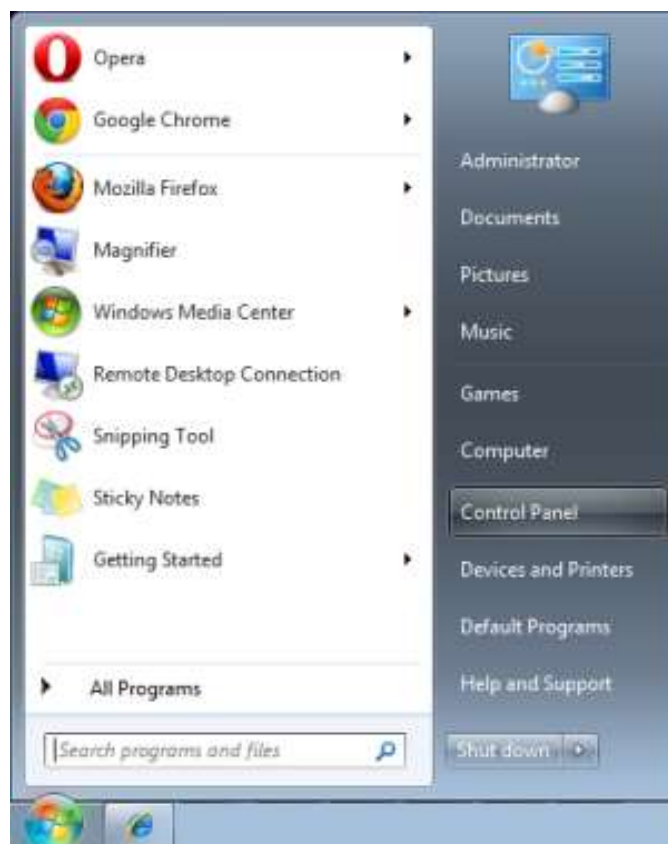 Opera
Google Chrome
Mozilla Firefox
Magnifier
Windows Media Center
Remote Desktop Connection
Snipping Tool
Sticky Notes
Getting Started
All Programs
Search programs and files
Administrator
Documents
Pictures
Music
Games
Computer
Control Panel
Devices and Printers
Default Programs
Help and Support
Shut down